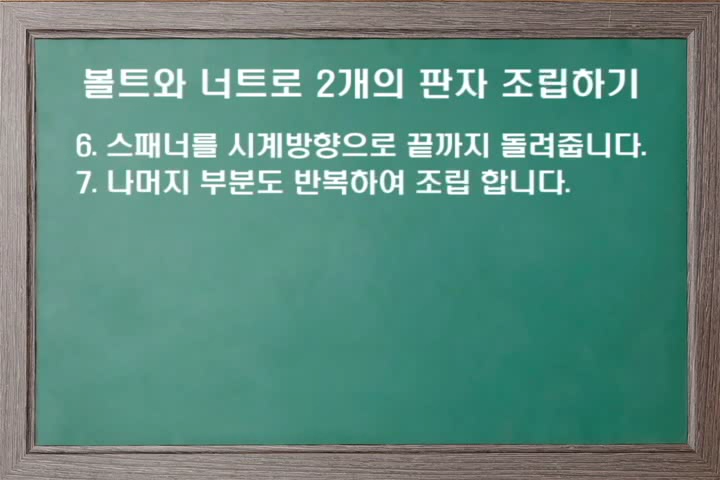 볼트와 너트로 2개의 판자 조립하기
6. 스패너를 시계방향으로 끝까지 돌려줍니다.
7. 나머지 부분도 반복하여 조립 합니다.